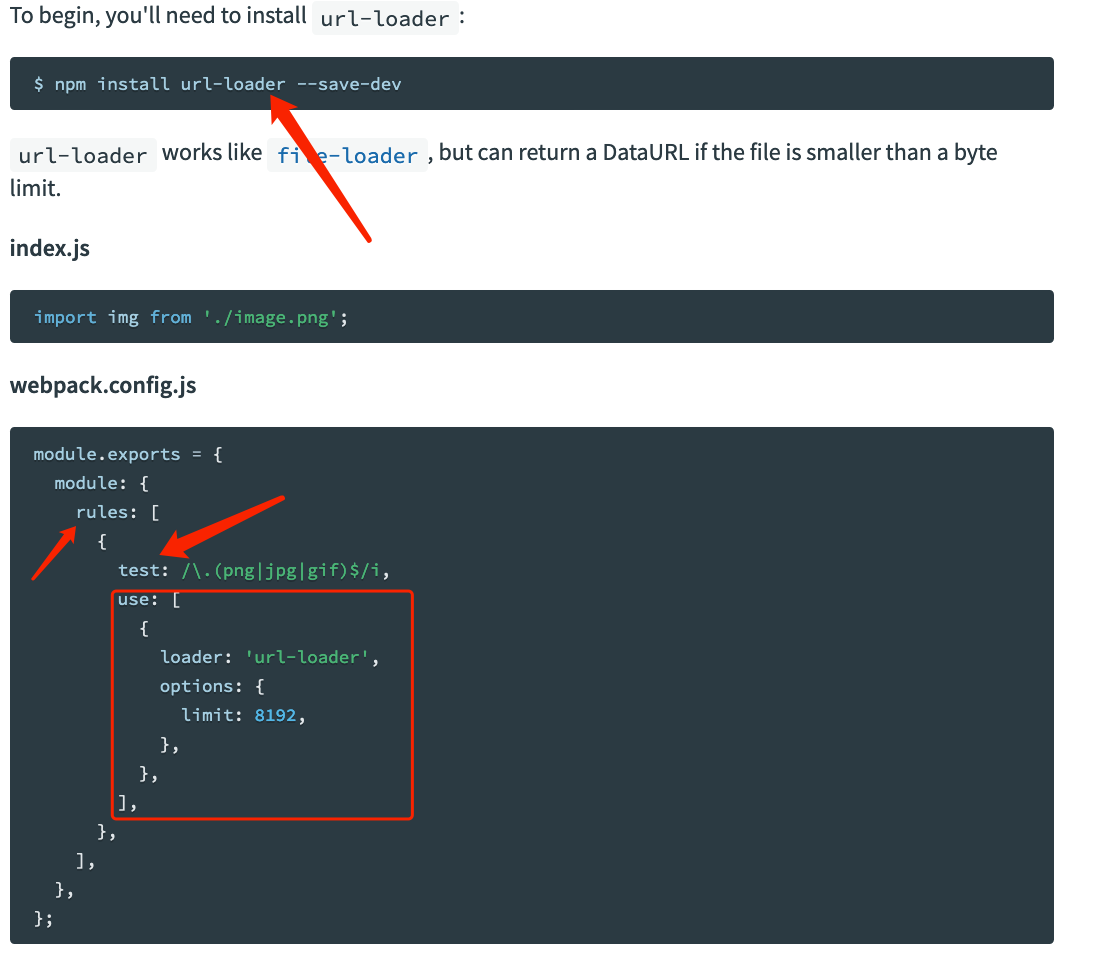 To begin, you'll need to install url-loader :
$ npm install url-loader --save-dev
url-loader works like file-loader , but can return a DataURL if the file is smaller than a byte
limit.
index.js
import img from './image.png';
webpack.config.js
module.exports = {
  module: {
    rules: [
      {
        test: /\.(png|jpg|gif)$/i,
        use: [
          {
            loader: 'url-loader',
            options: {
              limit: 8192,
            },
          },
        ],
      },
    ],
  },
};